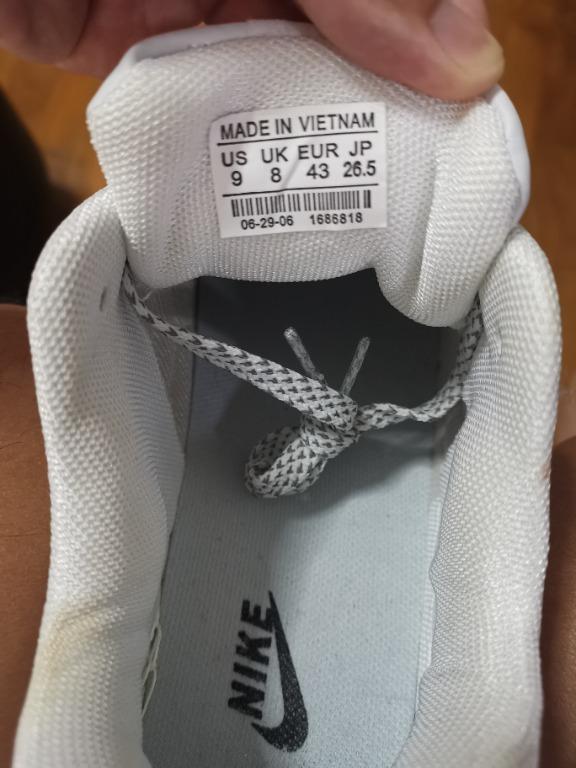 MADE IN VIETNAM
US UK EUR JP
9 8 43 26.5
06-29-06 1686818
NIKE